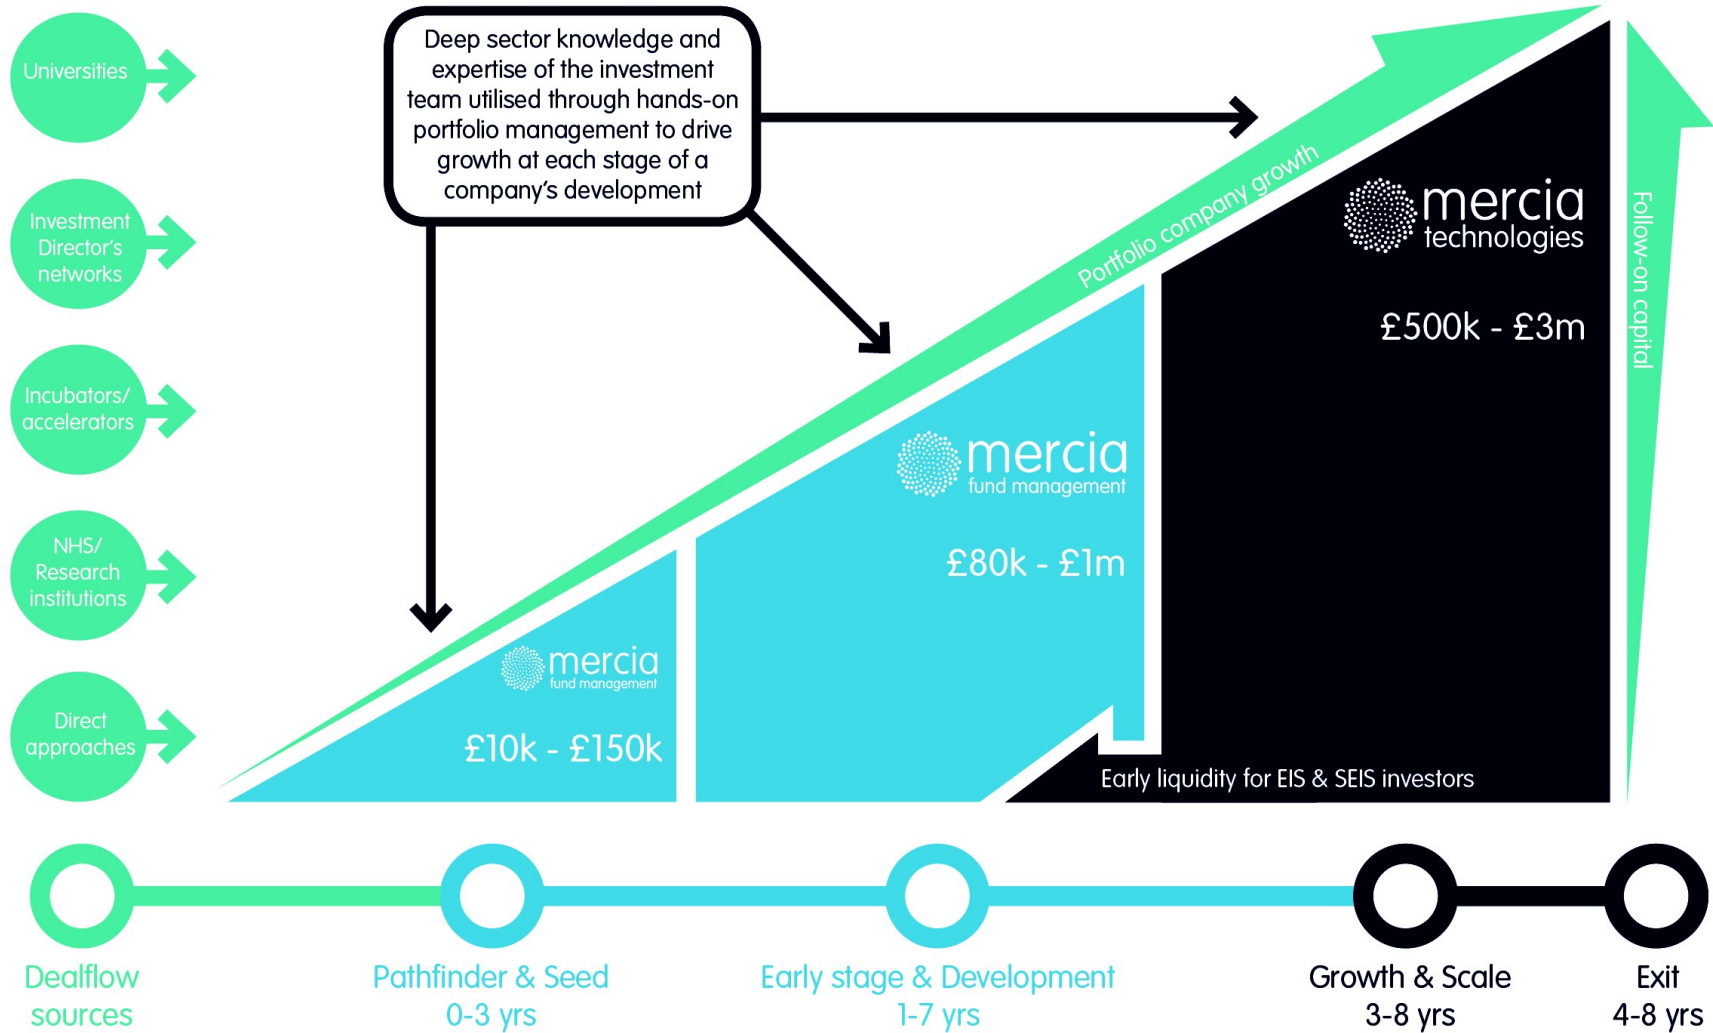 Universities
Investment
Director's
networks
Incubators/
accelerators
NHS/
Research
institutions
Direct
approaches
Deep sector knowledge and
expertise of the investment
team utilised through hands-on
portfolio management to drive
growth at each stage of a
company's development
Portfolio company growth
mercia
fund management
£10k - £150k
mercia
fund management
£80k - £1m
mercia
technologies
£500k - £3m
Early liquidity for EIS & SEIS investors
Follow-on capital
Dealflow
sources
Pathfinder & Seed
0-3 yrs
Early stage & Development
1-7 yrs
Growth & Scale
3-8 yrs
Exit
4-8 yrs